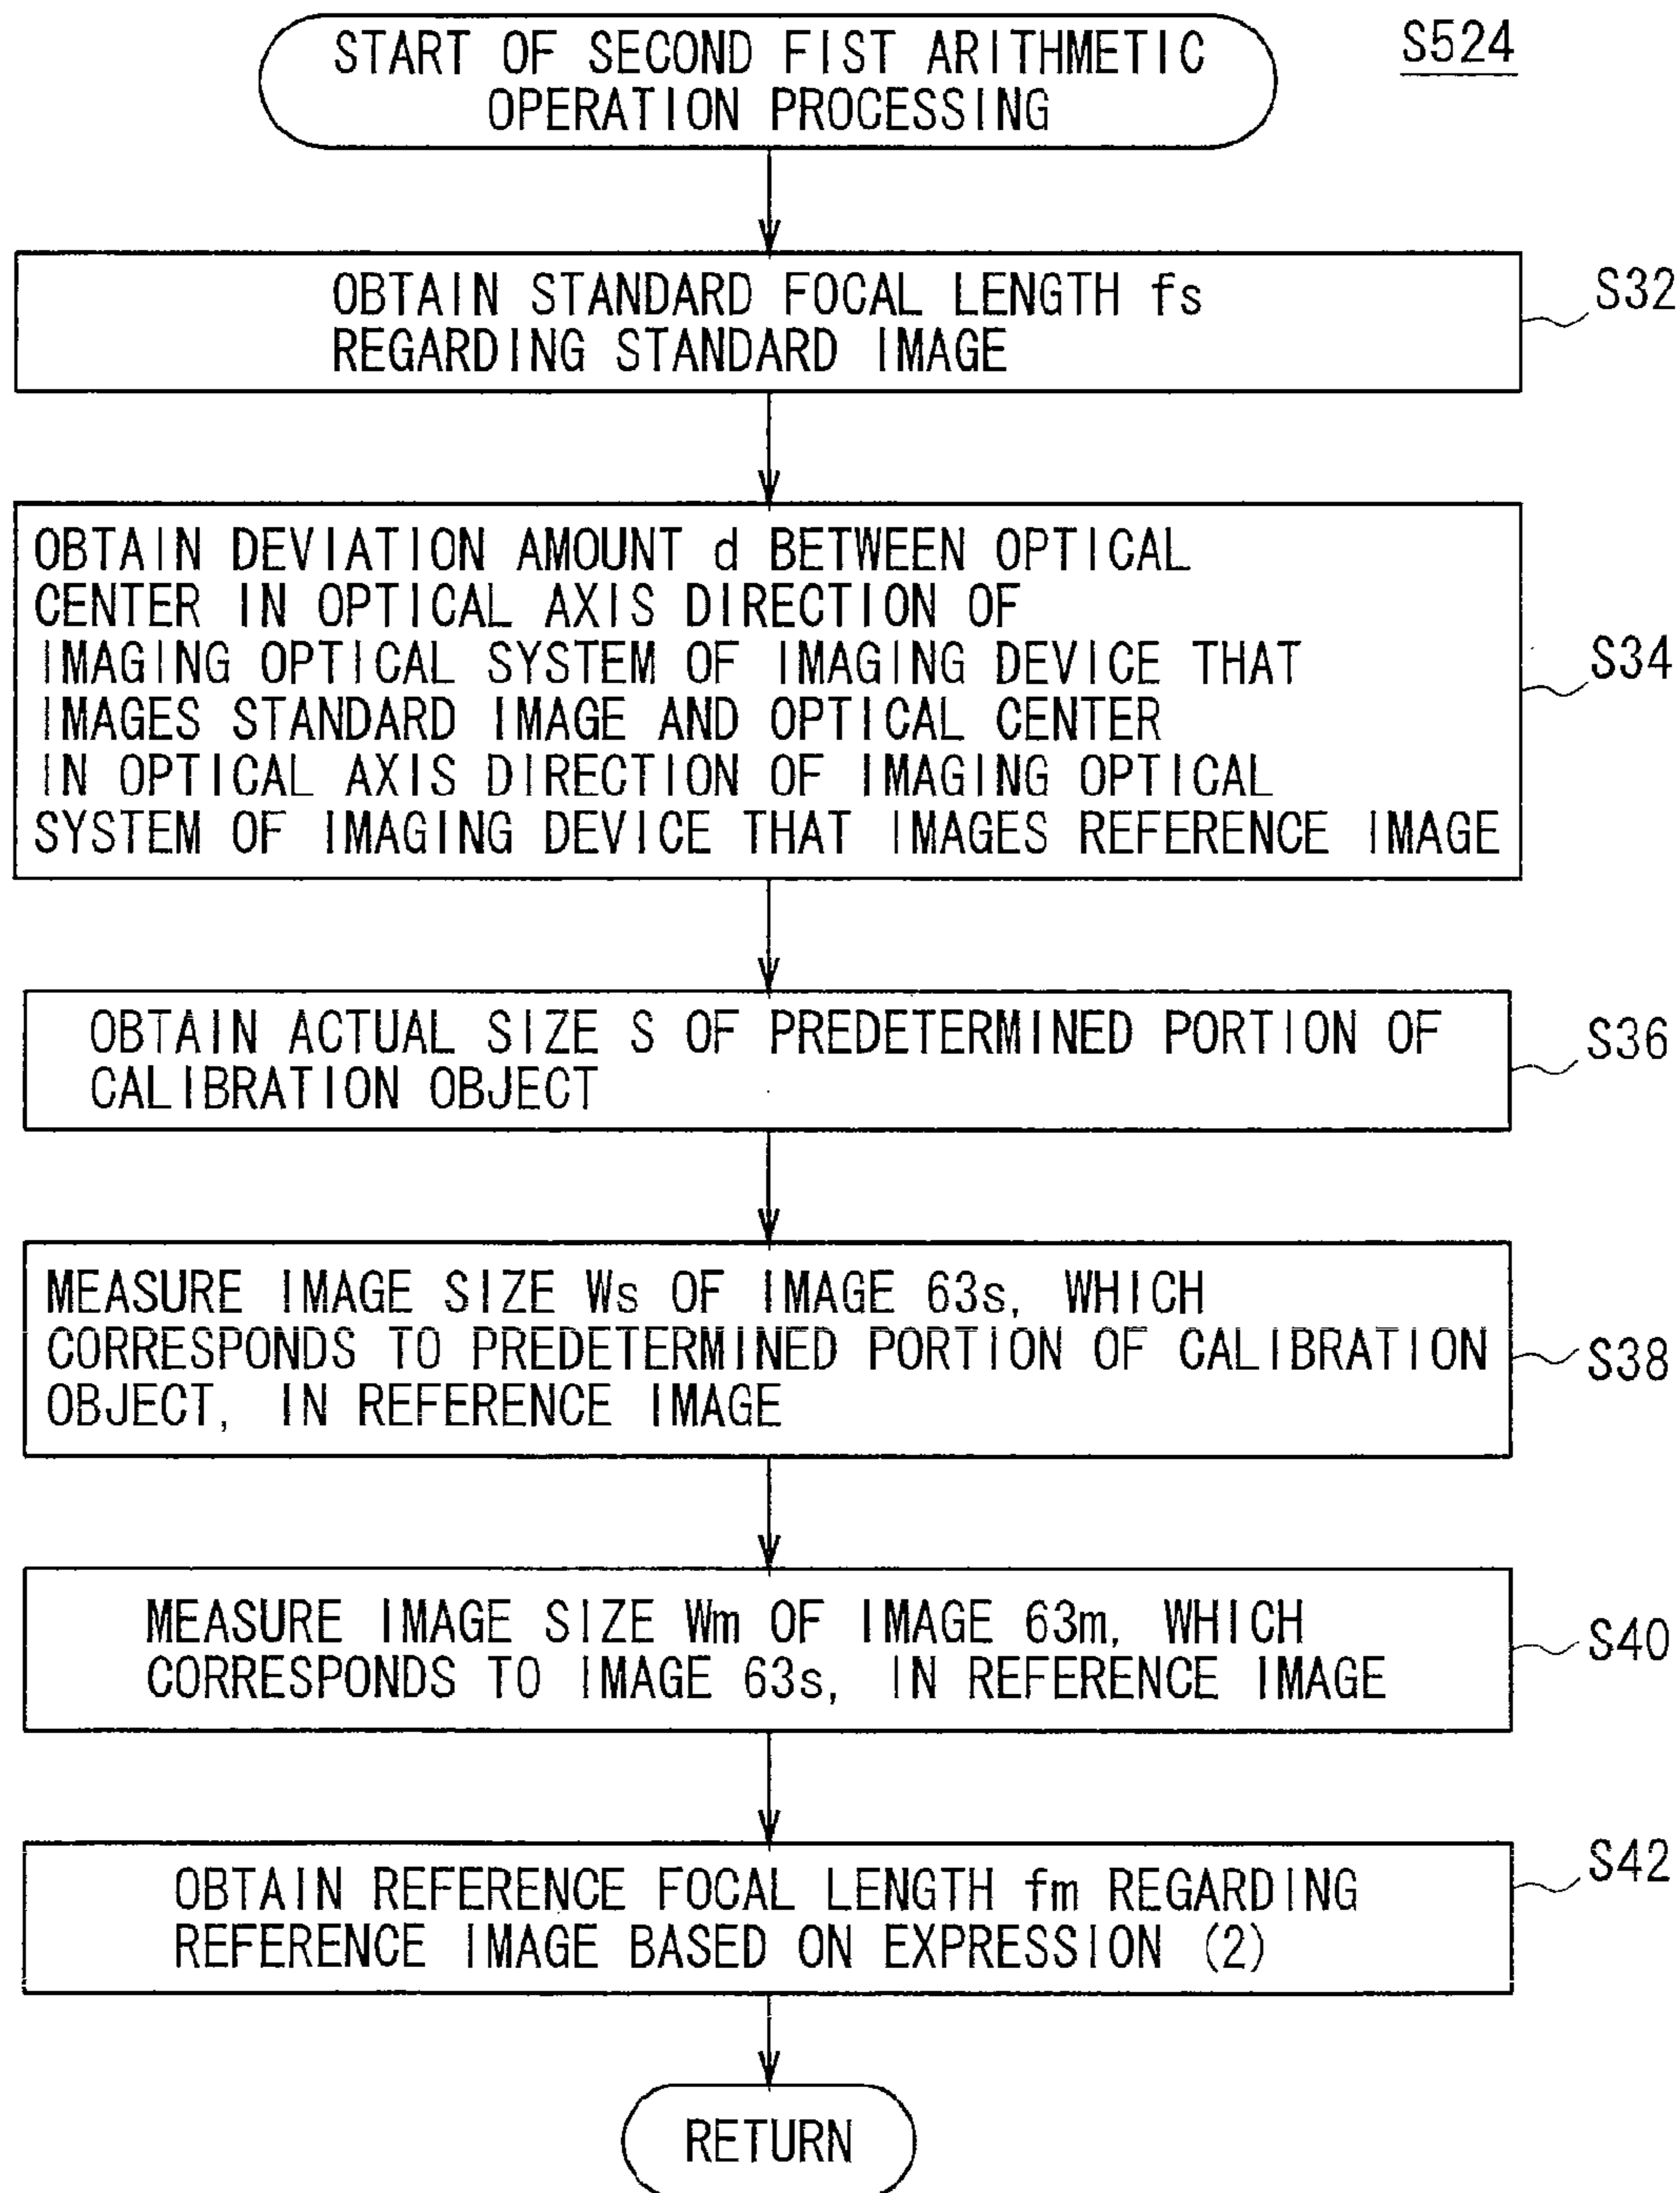 START OF SECOND FIST ARITHMETIC
OPERATION PROCESSING
S524
OBTAIN STANDARD FOCAL LENGTH fs
REGARDING STANDARD IMAGE
S32
OBTAIN DEVIATION AMOUNT d BETWEEN OPTICAL
CENTER IN OPTICAL AXIS DIRECTION OF
IMAGING OPTICAL SYSTEM OF IMAGING DEVICE THAT
IMAGES STANDARD IMAGE AND OPTICAL CENTER
IN OPTICAL AXIS DIRECTION OF IMAGING OPTICAL
SYSTEM OF IMAGING DEVICE THAT IMAGES REFERENCE IMAGE
S34
OBTAIN ACTUAL SIZE S OF PREDETERMINED PORTION OF
CALIBRATION OBJECT
S36
MEASURE IMAGE SIZE Ws OF IMAGE 63s, WHICH
CORRESPONDS TO PREDETERMINED PORTION OF CALIBRATION
OBJECT, IN REFERENCE IMAGE
S38
MEASURE IMAGE SIZE Wm OF IMAGE 63m, WHICH
CORRESPONDS TO IMAGE 63s, IN REFERENCE IMAGE
S40
OBTAIN REFERENCE FOCAL LENGTH fm REGARDING
REFERENCE IMAGE BASED ON EXPRESSION (2)
S42
RETURN